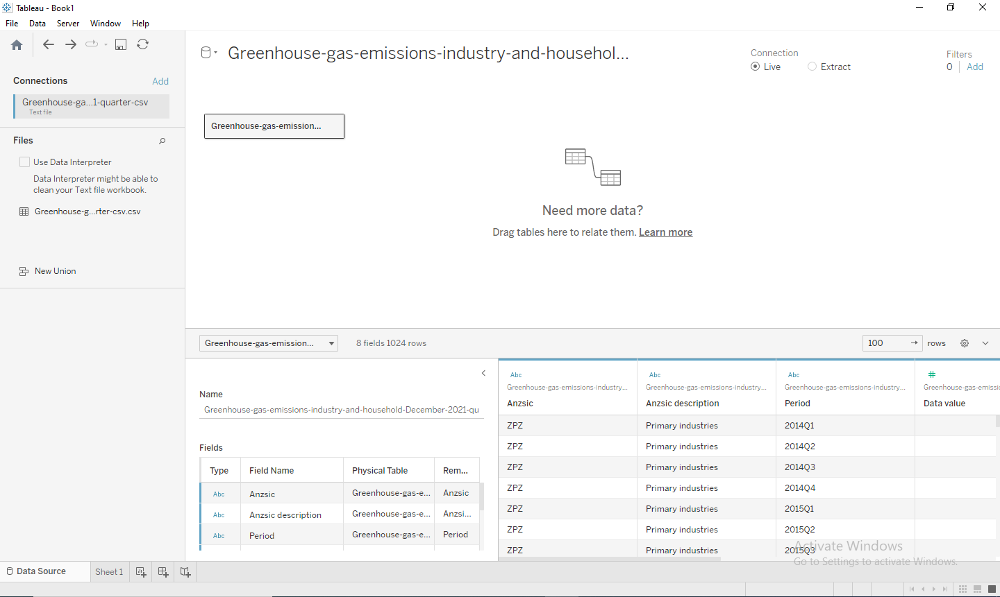 Tableau - Book1
File Data Server Window Help
Greenhouse-gas-emissions-industry-and-househol...
Connection
Live
Extract
Filters
0
Add
Connections
Add
Greenhouse-ga...1-quarter-csv
Text file
Files
Use Data Interpreter
Data Interpreter might be able to
clean your Text file workbook.
Greenhouse-g...rter-csv.csv
New Union
Greenhouse-gas-emission...
Need more data?
Drag tables here to relate them. Learn more
Greenhouse-gas-emission...
8 fields 1024 rows
100
rows
Name
Greenhouse-gas-emissions-industry-and-household-December-2021-qu
Fields
Type Field Name Physical Table Rem...
Abc Anzsic Greenhouse-gas-e... Anzsic
Abc Anzsic description Greenhouse-gas-e... Anzsi...
Abc Period Greenhouse-gas-e... Period
Abc Abc Abc
Greenhouse-gas-emissions-industry... Greenhouse-gas-emissions-industry... Greenhouse-gas-emissions-industry... Greenhouse-gas-emissi
Anzsic Anzsic description Period Data value
ZPZ Primary industries 2014Q1
ZPZ Primary industries 2014Q2
ZPZ Primary industries 2014Q3
ZPZ Primary industries 2014Q4
ZPZ Primary industries 2015Q1
ZPZ Primary industries 2015Q2
ZPZ Primary industries 2015Q3
Activate Windows
Go to Settings to activate Windows.
Data Source
Sheet 1